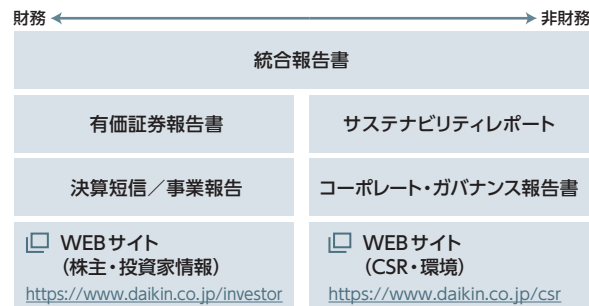 財務 非財務
統合報告書
有価証券報告書 サステナビリティレポート
決算短信／事業報告 コーポレート・ガバナンス報告書
WEBサイト
（株主・投資家情報）
https://www.daikin.co.jp/investor
WEBサイト
（CSR・環境）
https://www.daikin.co.jp/csr